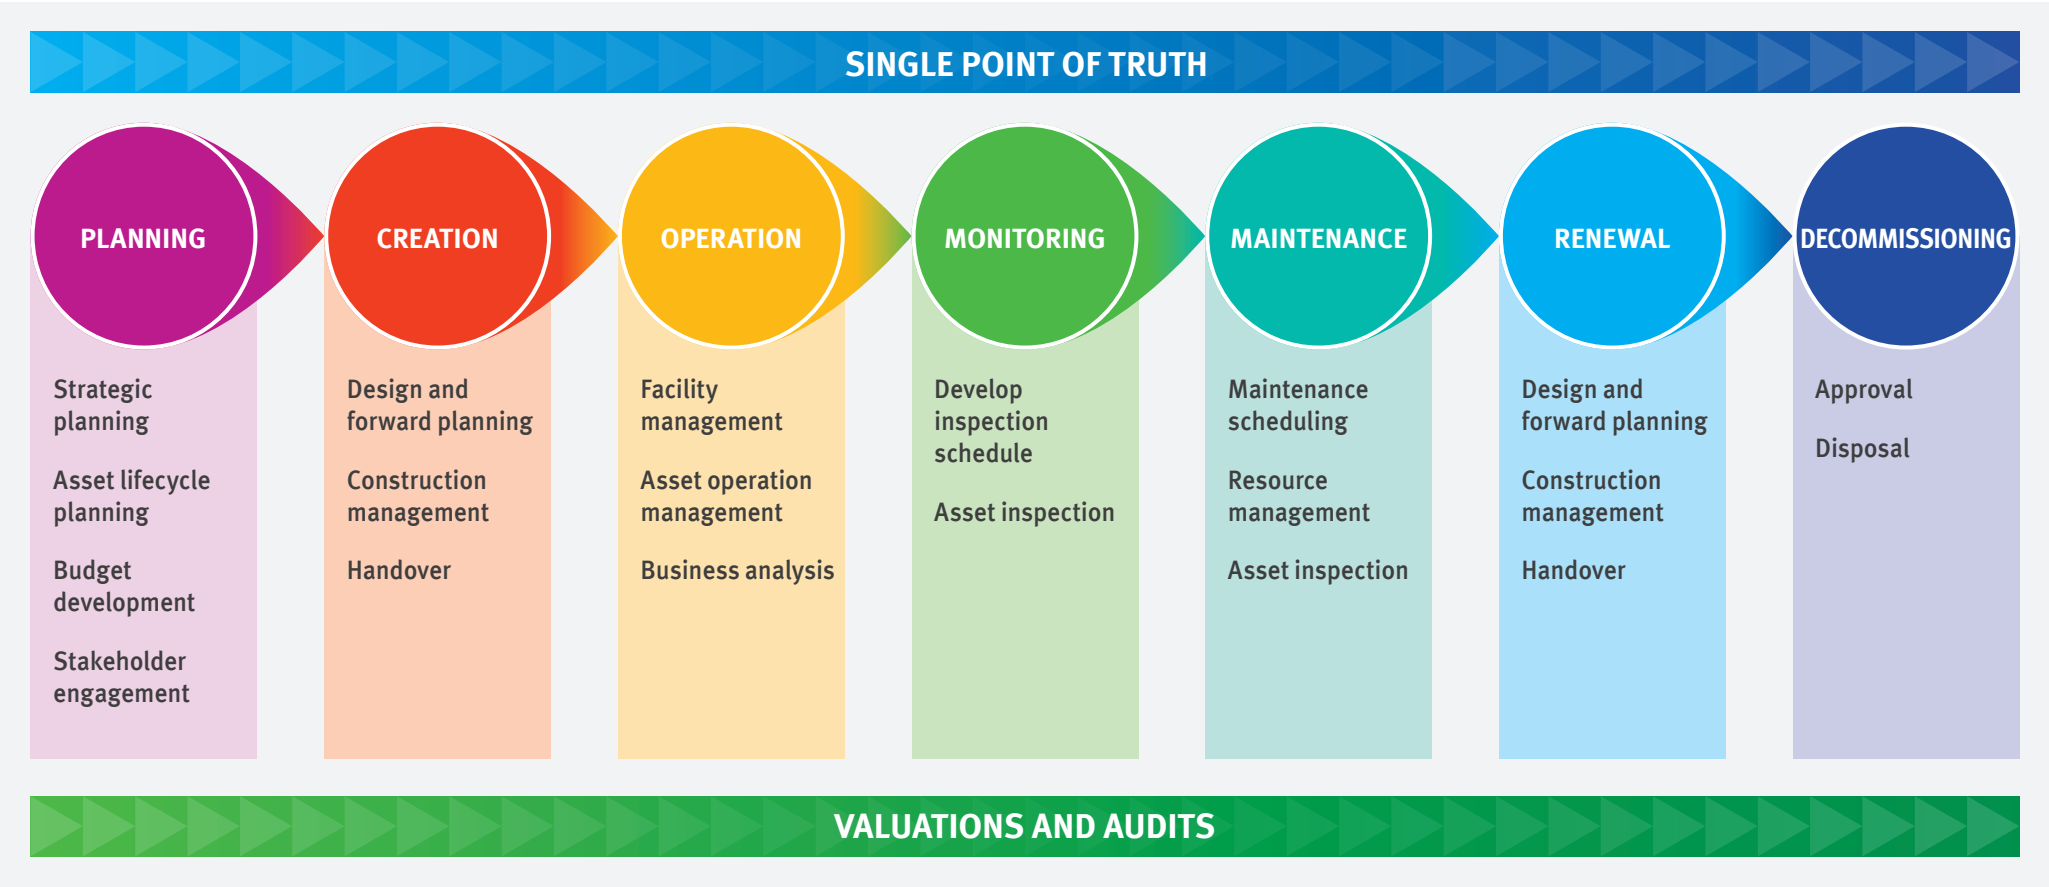 SINGLE POINT OF TRUTH
PLANNING
Strategic
planning
Asset lifecycle
planning
Budget
development
Stakeholder
engagement
CREATION
Design and
forward planning
Construction
management
Handover
OPERATION
Facility
management
Asset operation
management
Business analysis
MONITORING
Develop
inspection
schedule
Asset inspection
MAINTENANCE
Maintenance
scheduling
Resource
management
Asset inspection
RENEWAL
Design and
forward planning
Construction
management
Handover
DECOMMISSIONING
Approval
Disposal
VALUATIONS AND AUDITS